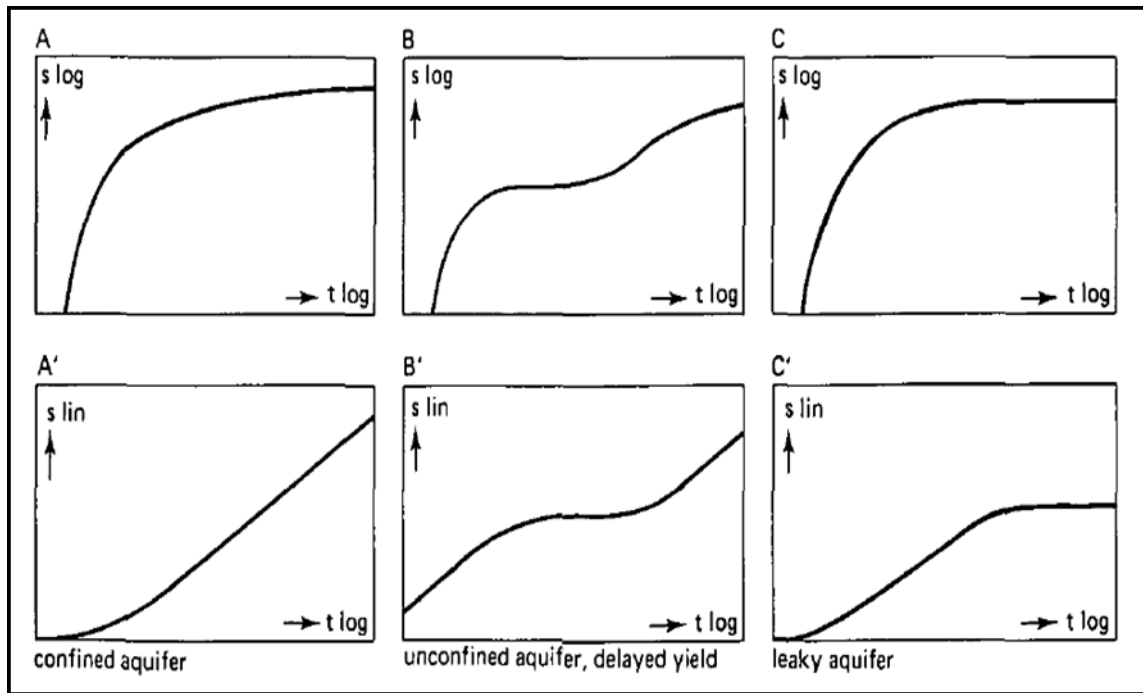 A
B
C
s log
s log
s log
→ t log
→ t log
→ t log
A'
B'
C'
s lin
s lin
s lin
→ t log
→ t log
→ t log
confined aquifer
unconfined aquifer, delayed yield
leaky aquifer